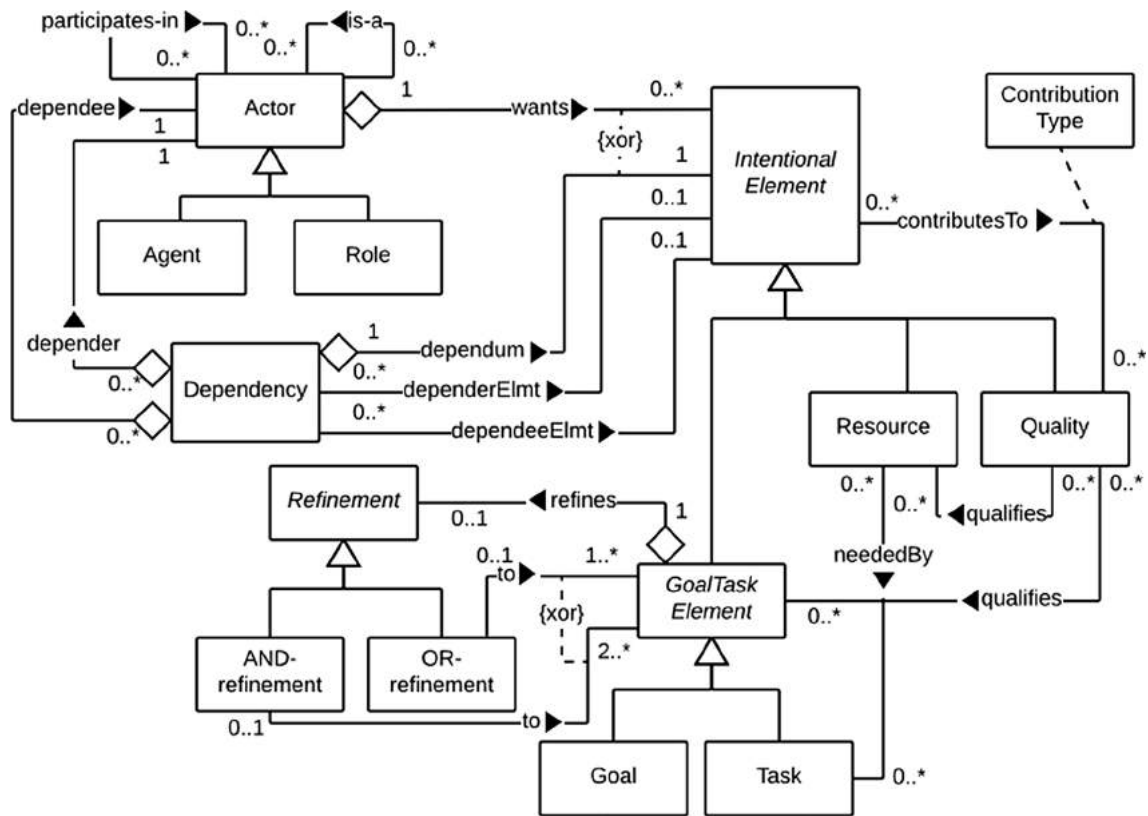 participates-in
0..*
0..*
is-a
0..*
0..*
dependee
Actor
1
wants
0..*
Contribution
Type
1
1
{xor}
Intentional
Element
1
0..1
0..1
0..*
contributesTo
Agent
Role
depender
0..*
0..*
Dependency
1
dependum
0..*
dependerElmt
0..*
dependeeElmt
0..*
Resource
Quality
0..*
0..*
0..*
0..*
qualifies
Refinement
0..1
refines
1
neededBy
0..1
to
1..*
GoalTask
Element
0..*
qualifies
{xor}
2..*
AND-
refinement
OR-
refinement
0..1
to
Goal
Task
0..*